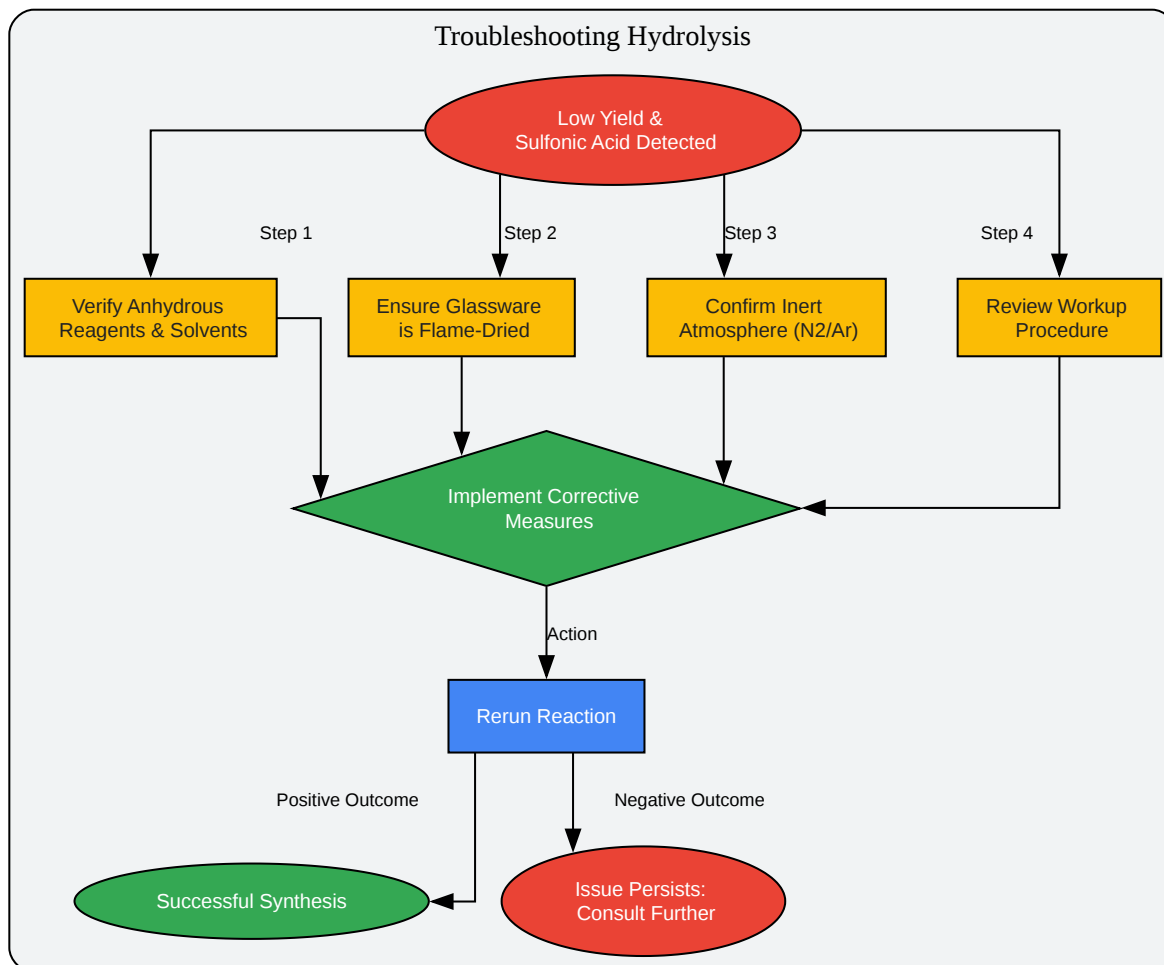 Troubleshooting Hydrolysis
Low Yield &
Sulfonic Acid Detected
Step 1
Step 2
Step 3
Step 4
Verify Anhydrous
Reagents & Solvents
Ensure Glassware
is Flame-Dried
Confirm Inert
Atmosphere (N2/Ar)
Review Workup
Procedure
Implement Corrective
Measures
Action
Rerun Reaction
Positive Outcome
Negative Outcome
Successful Synthesis
Issue Persists:
Consult Further